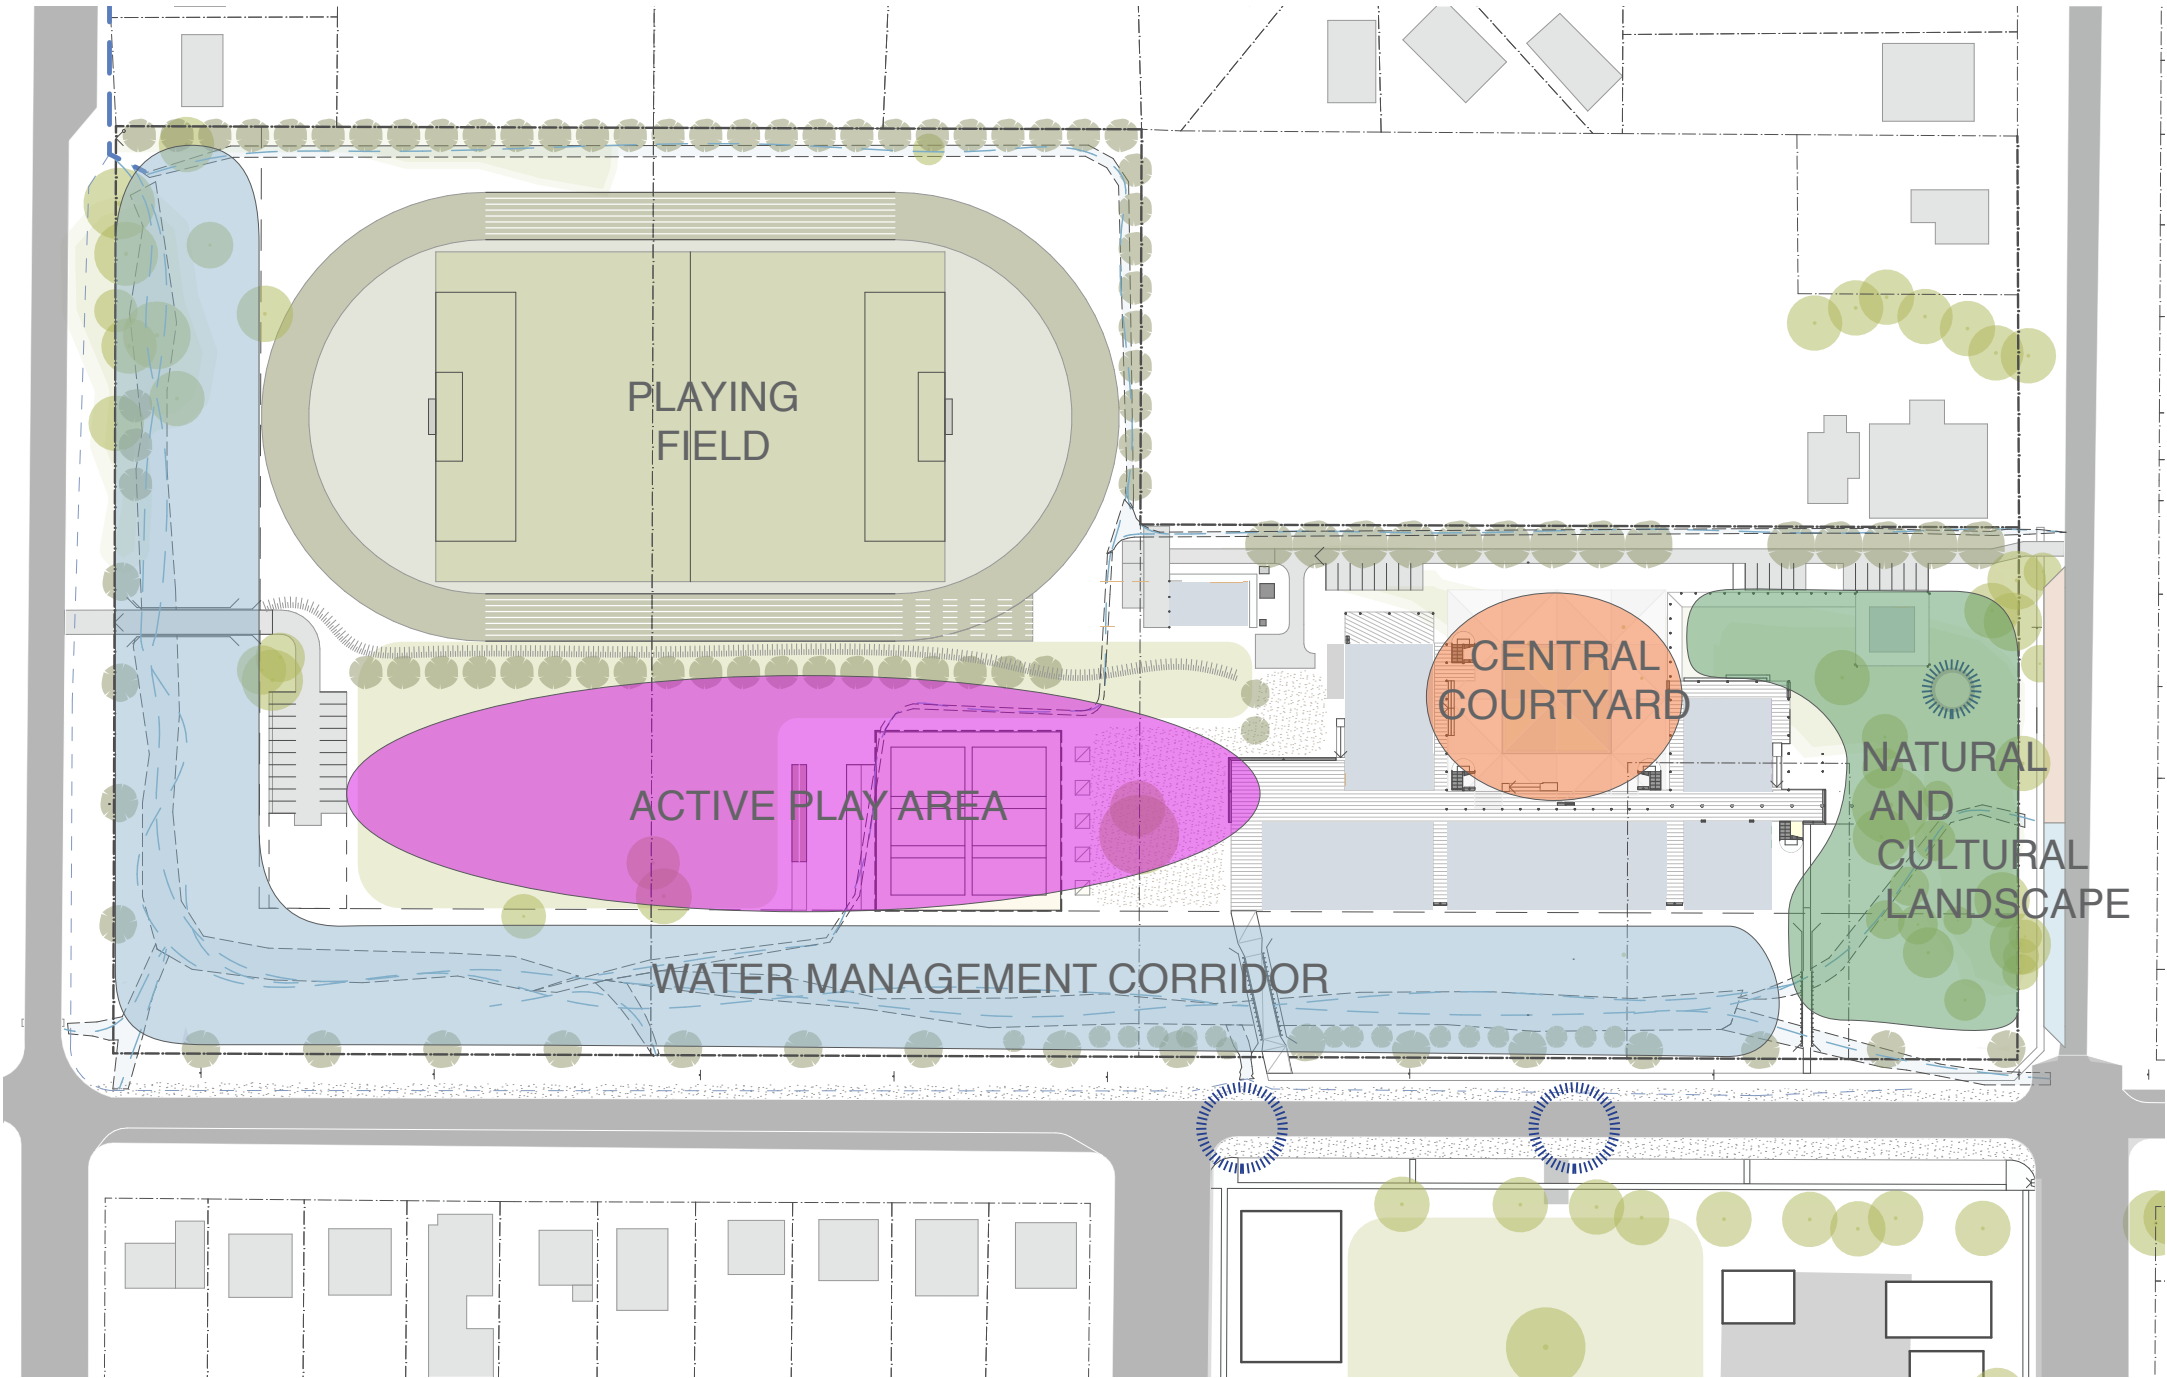 PLAYING
FIELD
CENTRAL
COURTYARD
ACTIVE PLAY AREA
NATURAL
AND
CULTURAL
LANDSCAPE
WATER MANAGEMENT CORRIDOR